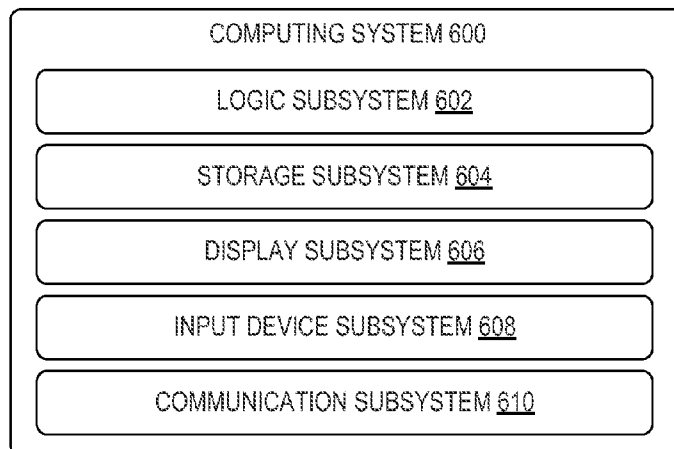 COMPUTING SYSTEM 600
LOGIC SUBSYSTEM 602
STORAGE SUBSYSTEM 604
DISPLAY SUBSYSTEM 606
INPUT DEVICE SUBSYSTEM 608
COMMUNICATION SUBSYSTEM 610